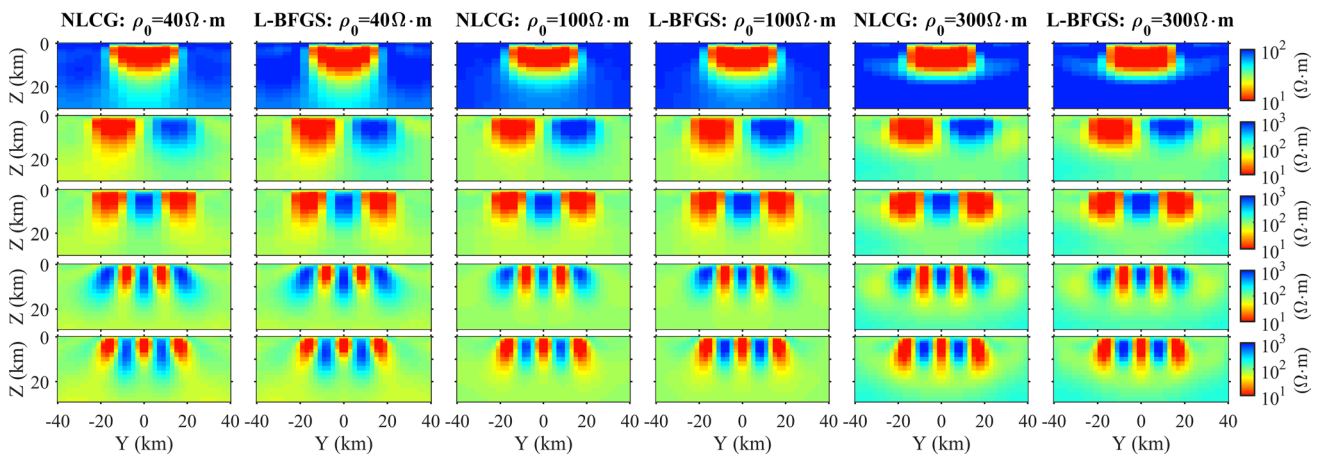 NLCG: ρ₀=40Ω·m L-BFGS: ρ₀=40Ω·m NLCG: ρ₀=100Ω·m L-BFGS: ρ₀=100Ω·m NLCG: ρ₀=300Ω·m L-BFGS: ρ₀=300Ω·m
0
20
Z (km)
10²
10¹
(Ω·m)
0
20
Z (km)
10³
10²
10¹
(Ω·m)
0
20
Z (km)
10³
10²
10¹
(Ω·m)
0
20
Z (km)
10³
10²
10¹
(Ω·m)
0
20
Z (km)
10³
10²
10¹
(Ω·m)
-40 -20 0 20 40 -20 0 20 40 -40 -20 0 20 40 -20 0 20 40 -40 -20 0 20 40 -20 0 20 40
Y (km) Y (km) Y (km) Y (km) Y (km) Y (km)